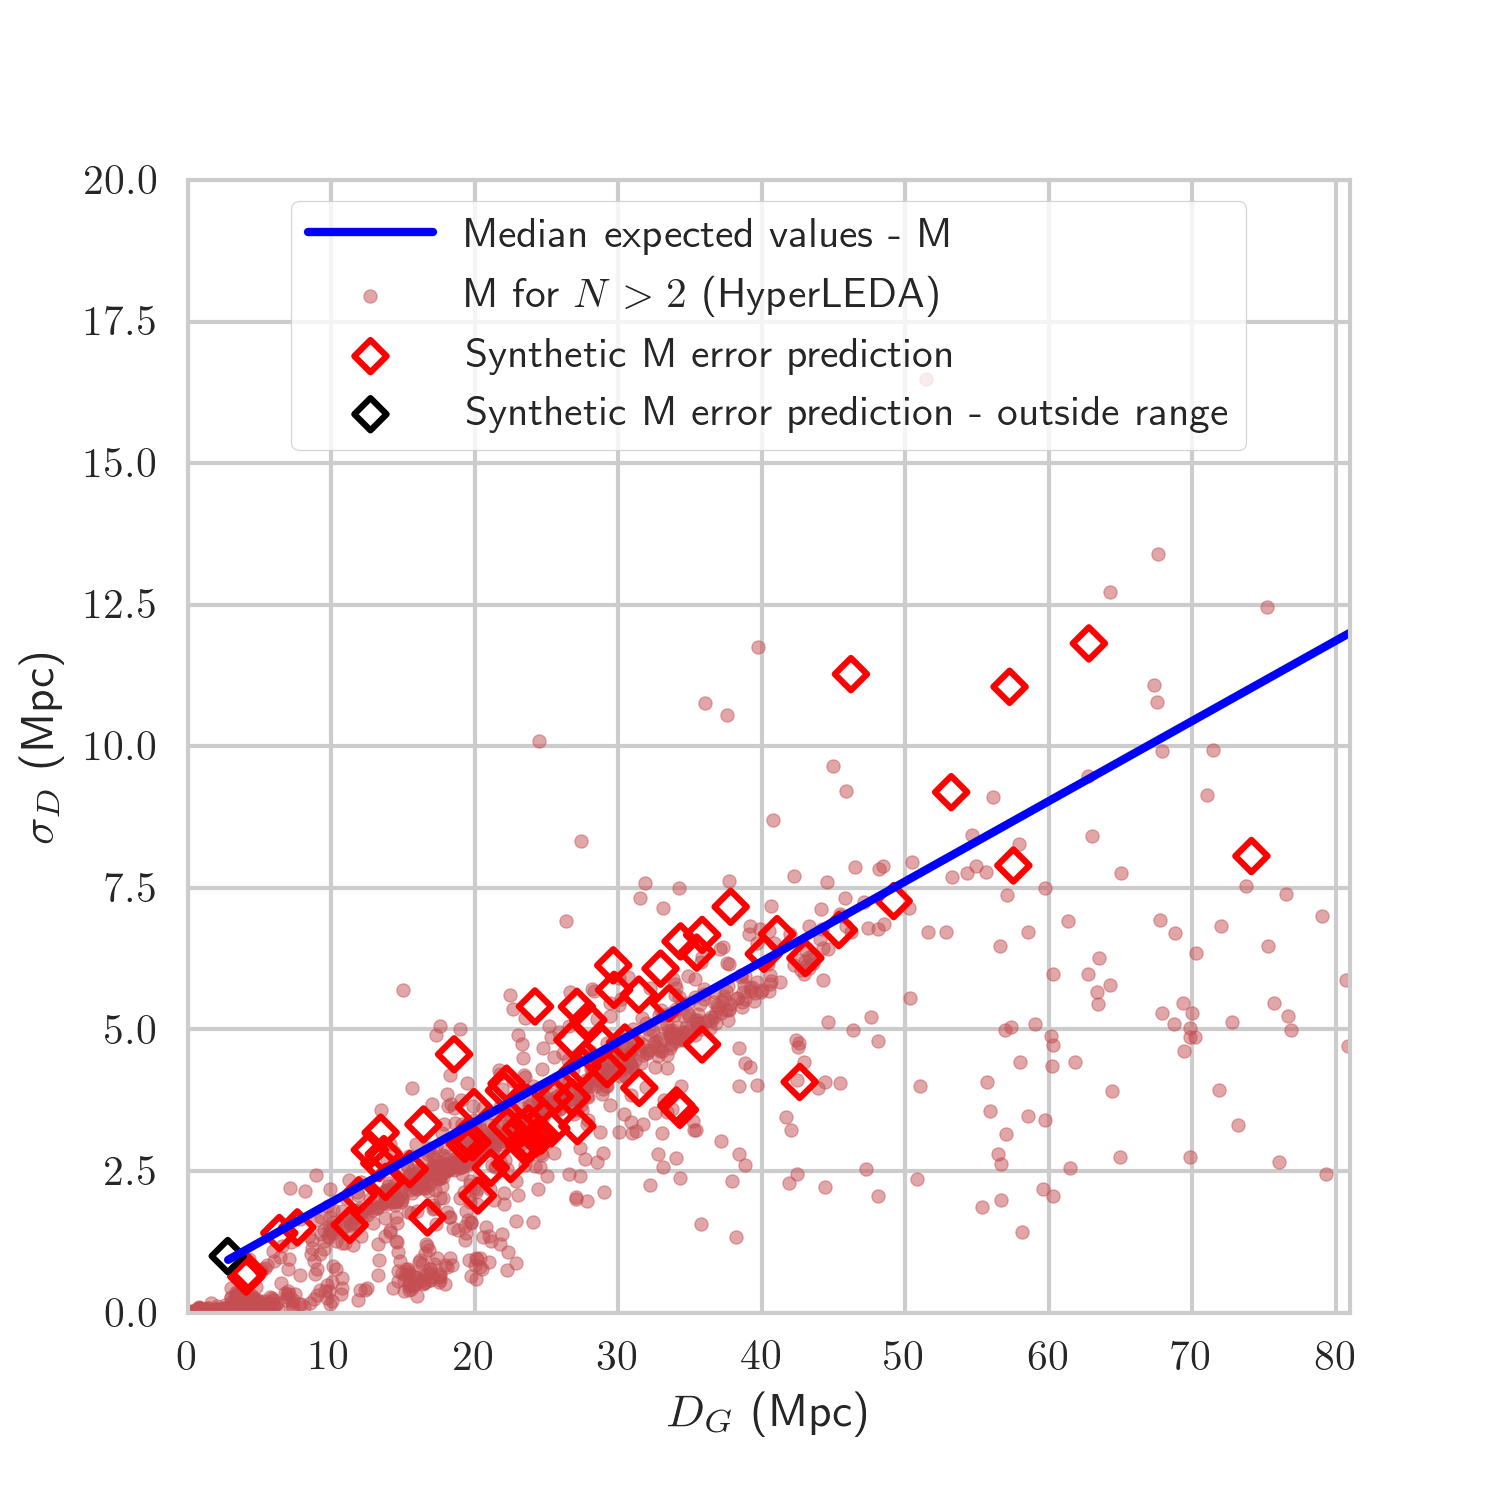 20.0
17.5
15.0
12.5
10.0
7.5
5.0
2.5
0.0
σ_D (Mpc)
Median expected values - M
M for N > 2 (HyperLEDA)
Synthetic M error prediction
Synthetic M error prediction - outside range
0 10 20 30 40 50 60 70 80
D_G (Mpc)